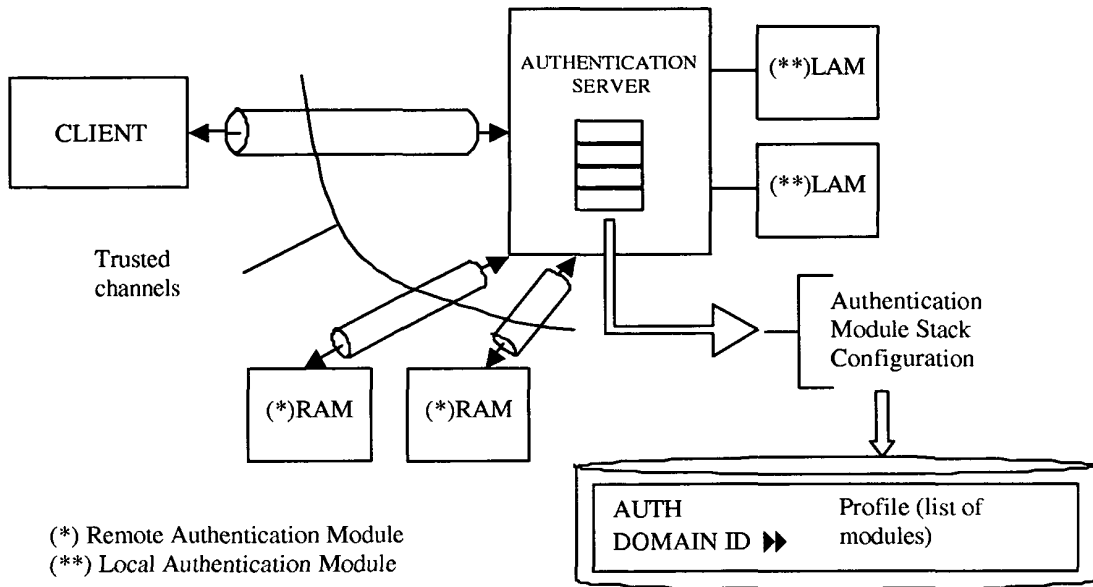 AUTHENTICATION
SERVER
(**)LAM
CLIENT
(**)LAM
Trusted
channels
Authentication
Module Stack
Configuration
(*)RAM
(*)RAM
AUTH
DOMAIN ID
Profile (list of
modules)
(*) Remote Authentication Module
(**) Local Authentication Module